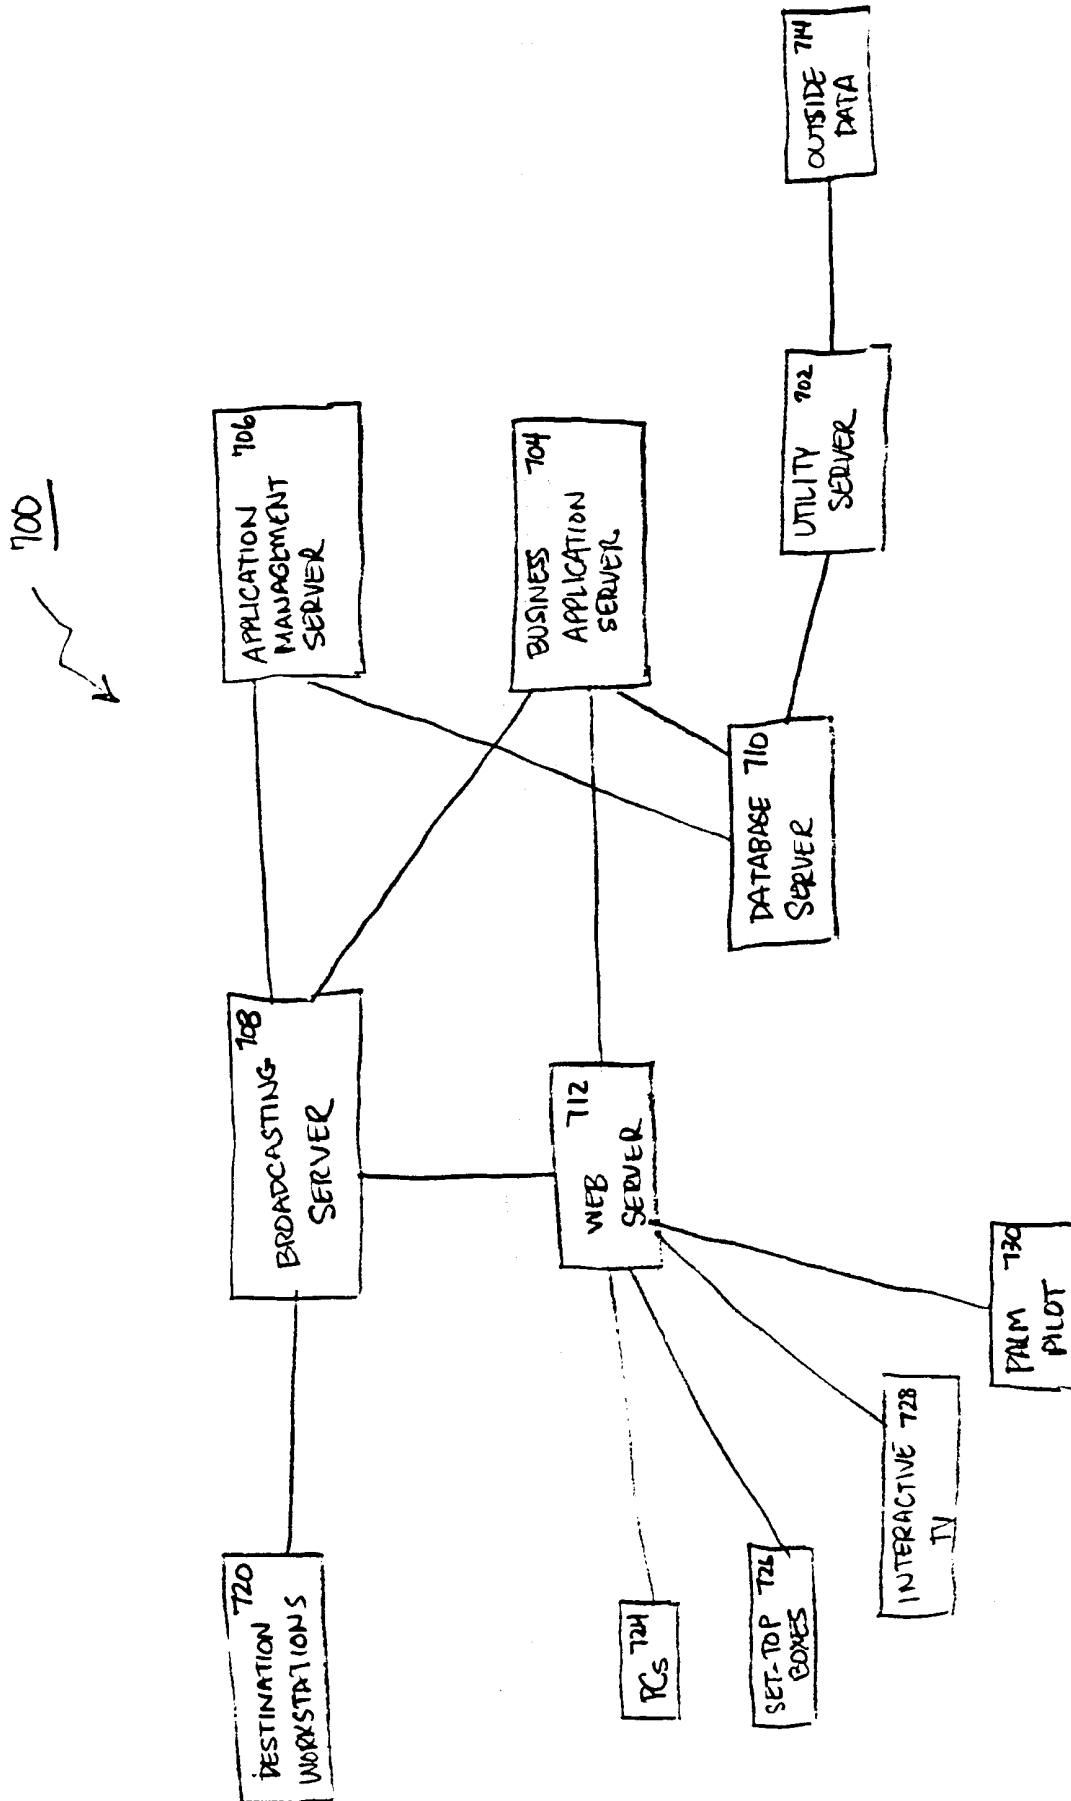 700
DESTINATION 720
WORKSTATIONS
BROADCASTING 708
SERVER
APPLICATION 706
MANAGEMENT
SERVER
BUSINESS 704
APPLICATION
SERVER
WEB 712
SERVER
PCs 724
DATABASE 710
SERVER
SET-TOP 726
BOXES
UTILITY 702
SERVER
OUTSIDE 714
DATA
INTERACTIVE 728
TV
PALM 730
PILOT